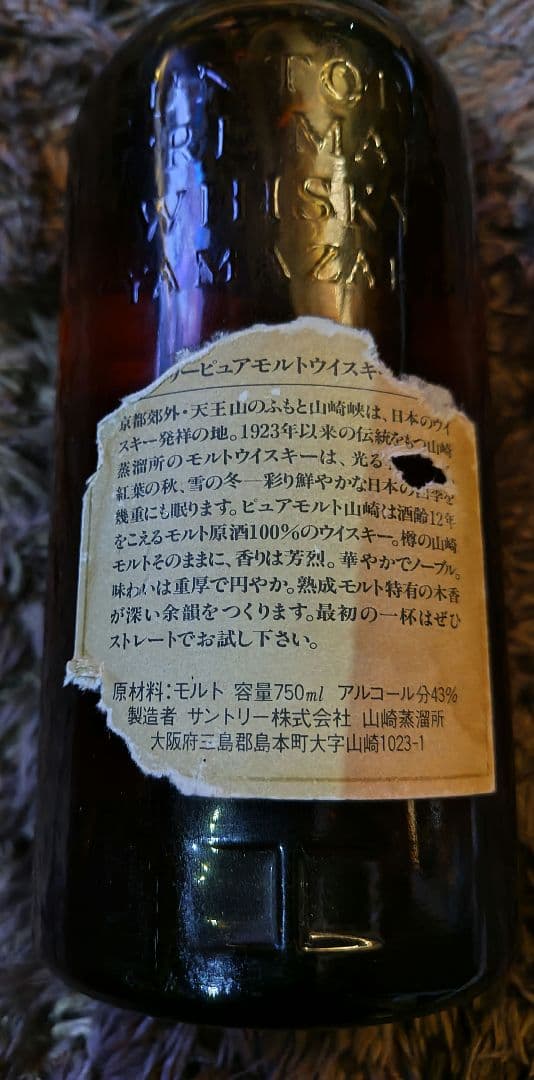 TOR
MA
WHISKY
YAMAZAKI
リーピュアモルトウイスキ
京都郊外・天王山のふもと山崎峡は、日本のウイ
スキー発祥の地。1923年以来の伝統をもつ山崎
蒸溜所のモルトウイスキーは、光る
紅葉の秋、雪の冬—彩り鮮やかな日本の四季を
幾重にも眠ります。ピュアモルト山崎は酒齢12年
をこえるモルト原酒100%のウイスキー。樽の山崎
モルトそのままに、香りは芳烈。華やかでノーブル。
味わいは重厚で円やか。熟成モルト特有の木香
が深い余韻をつくります。最初の一杯はぜひ
ストレートでお試し下さい。
原材料:モルト 容量750ml アルコール分43%
製造者 サントリー株式会社 山崎蒸溜所
大阪府三島郡島本町大字山崎1023-1